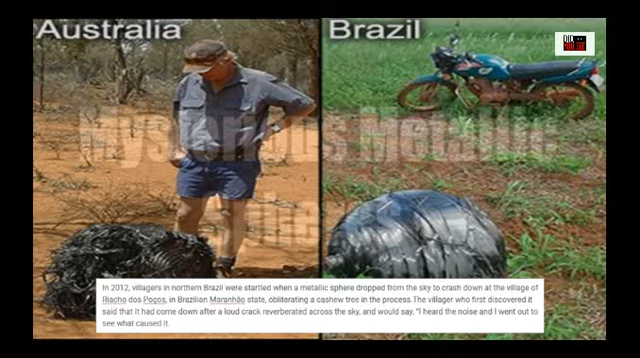 Australia
Brazil
Mysterious Metallic
Spheres
In 2012, villagers in northern Brazil were startled when a metallic sphere dropped from the sky to crash down at the village of
Riacho dos Poços, in Brazilian Maranhão state, obliterating a cashew tree in the process.The villager who first discovered it
said that it had come down after a loud crack reverberated across the sky, and would say. "I heard the noise and I went out to
see what caused it.